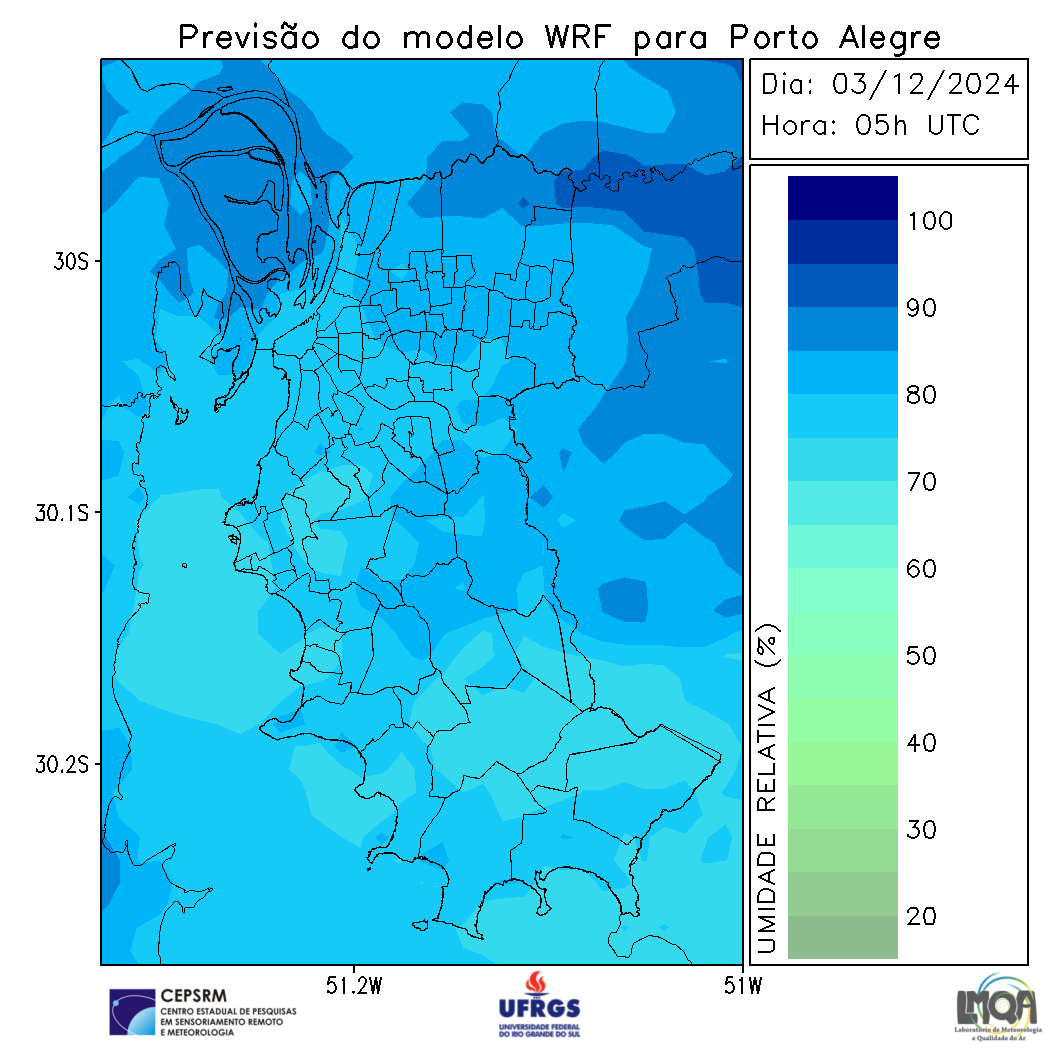 Previsão do modelo WRF para Porto Alegre
Dia: 03/12/2024
Hora: 05h UTC
30S
30.1S
30.2S
51.2W
51W
UMIDADE RELATIVA (%)
100
90
80
70
60
50
40
30
20
CEPSRM
CENTRO ESTADUAL DE PESQUISAS
EM SENSORIAMENTO REMOTO
E METEOROLOGIA
UFRGS
UNIVERSIDADE FEDERAL
DO RIO GRANDE DO SUL
LMQA
Laboratório de Meteorologia
e Qualidade do Ar